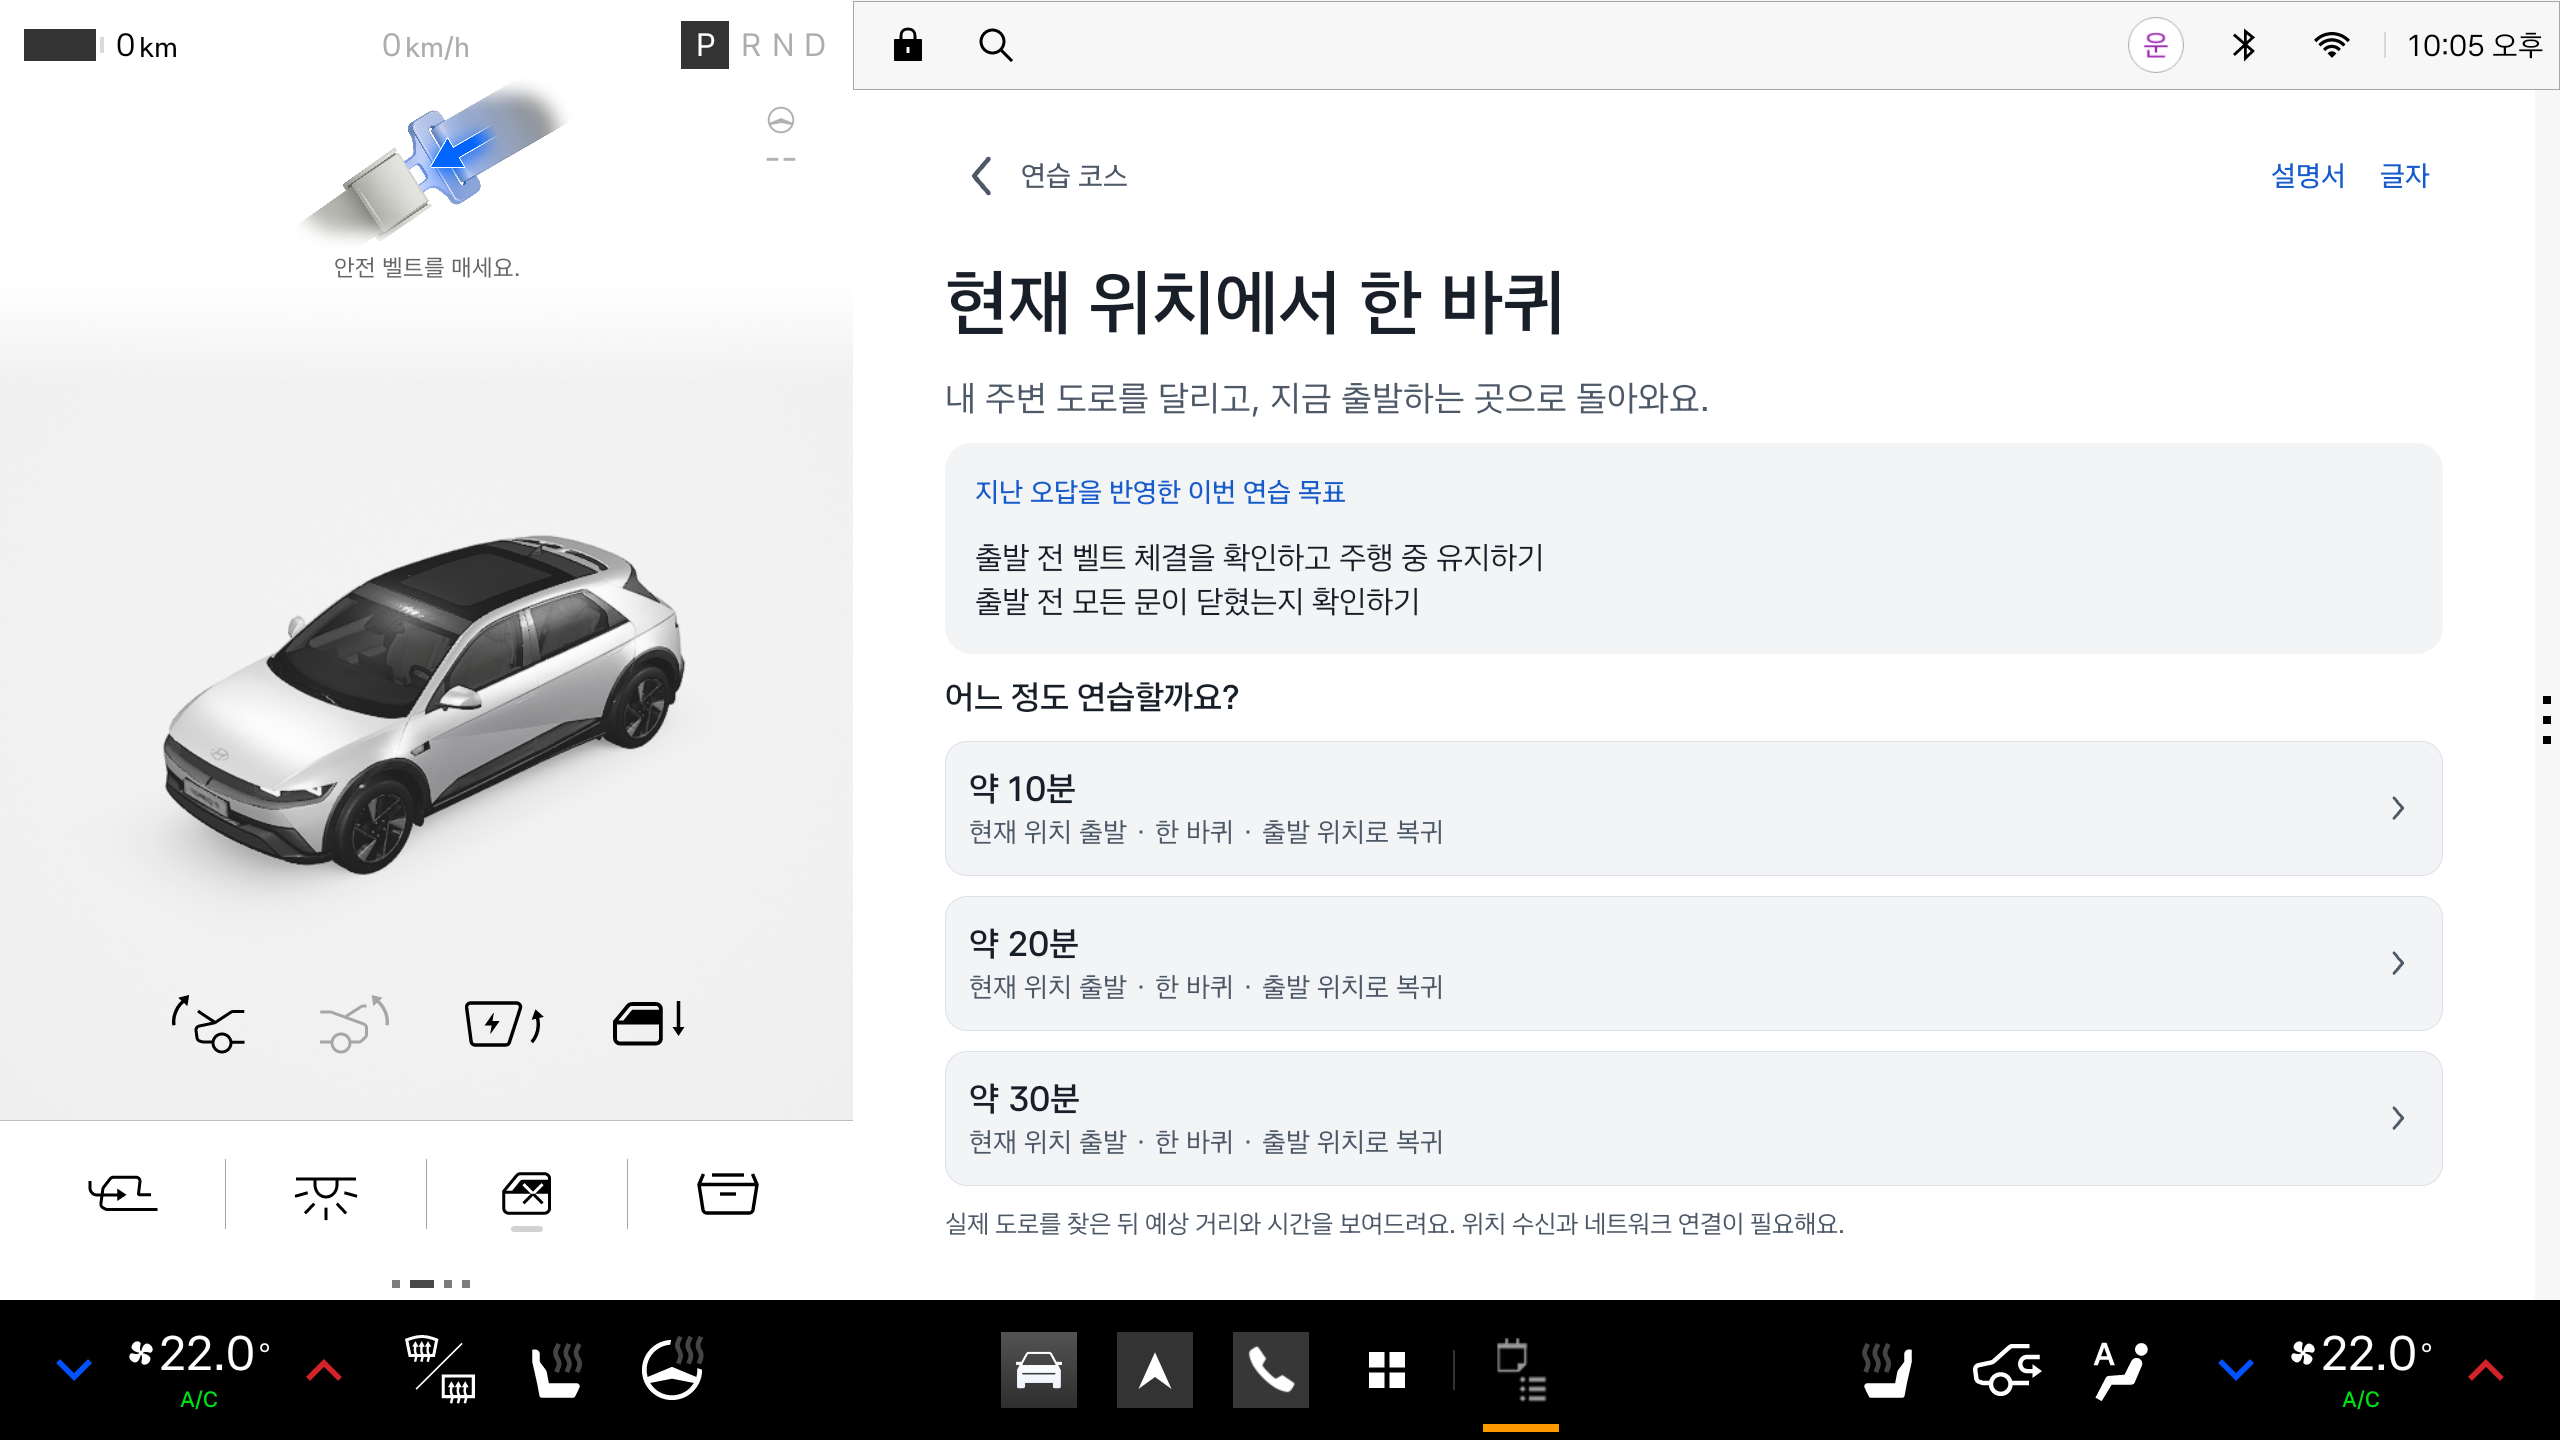 0 km
0 km/h
P R N D
운
10:05 오후
안전 벨트를 매세요.
연습 코스
설명서
글자
현재 위치에서 한 바퀴
내 주변 도로를 달리고, 지금 출발하는 곳으로 돌아와요.
지난 오답을 반영한 이번 연습 목표
출발 전 벨트 체결을 확인하고 주행 중 유지하기
출발 전 모든 문이 닫혔는지 확인하기
어느 정도 연습할까요?
약 10분
현재 위치 출발 · 한 바퀴 · 출발 위치로 복귀
약 20분
현재 위치 출발 · 한 바퀴 · 출발 위치로 복귀
약 30분
현재 위치 출발 · 한 바퀴 · 출발 위치로 복귀
실제 도로를 찾은 뒤 예상 거리와 시간을 보여드려요. 위치 수신과 네트워크 연결이 필요해요.
22.0°
A/C
A
22.0°
A/C